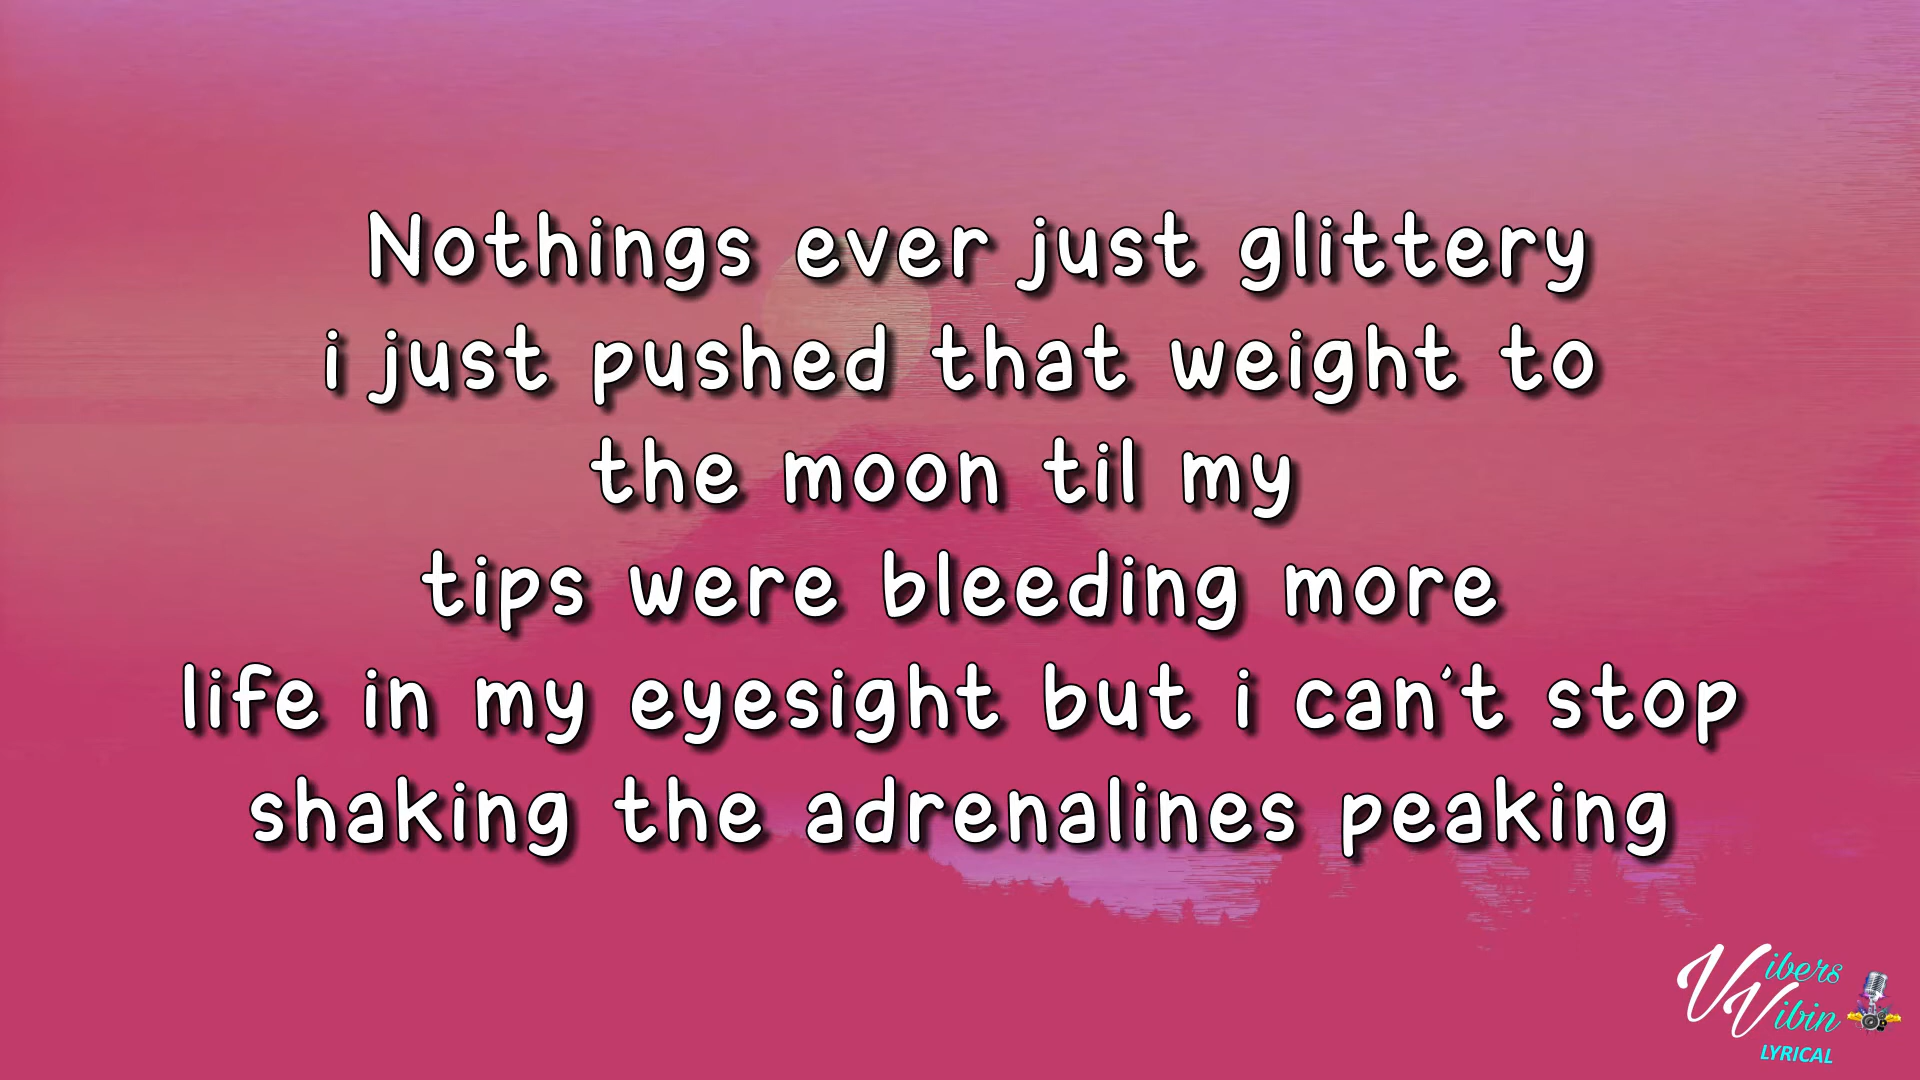 Nothings ever just glittery
i just pushed that weight to
the moon til my
tips were bleeding more
life in my eyesight but i can't stop
shaking the adrenalines peaking
Vibers
Vibin
LYRICAL